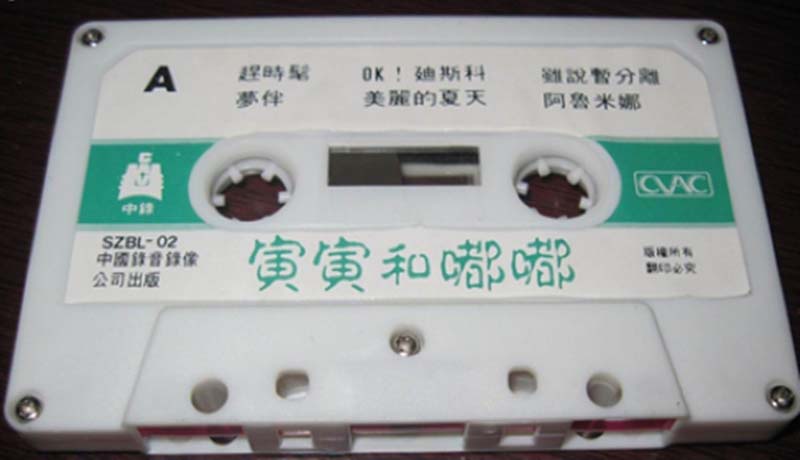 A
趕時髦 OK！廸斯科 雖說暫分離
夢伴 美麗的夏天 阿魯米娜
中錄
CVAC
SZBL-02
中國錄音錄像
公司出版
寅寅和嘟嘟
版權所有
翻印必究